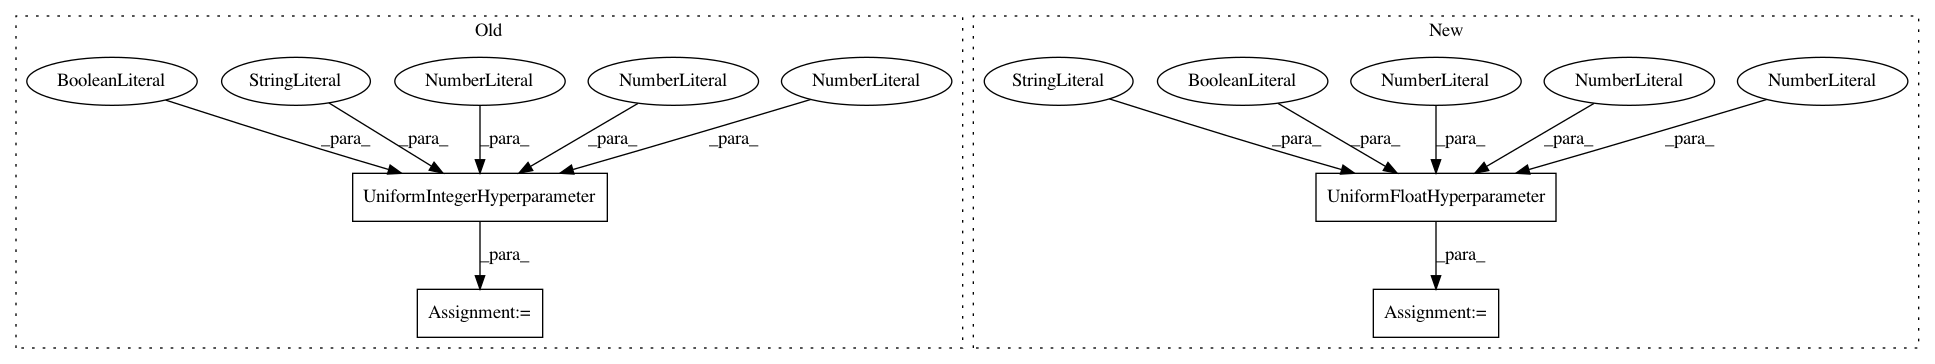 Old
New
BooleanLiteral
StringLiteral
NumberLiteral
NumberLiteral
NumberLiteral
StringLiteral
BooleanLiteral
NumberLiteral
NumberLiteral
NumberLiteral
_para_
_para_
_para_
_para_
_para_
_para_
_para_
_para_
_para_
_para_
UniformIntegerHyperparameter
UniformFloatHyperparameter
_para_
_para_
Assignment:=
Assignment:=